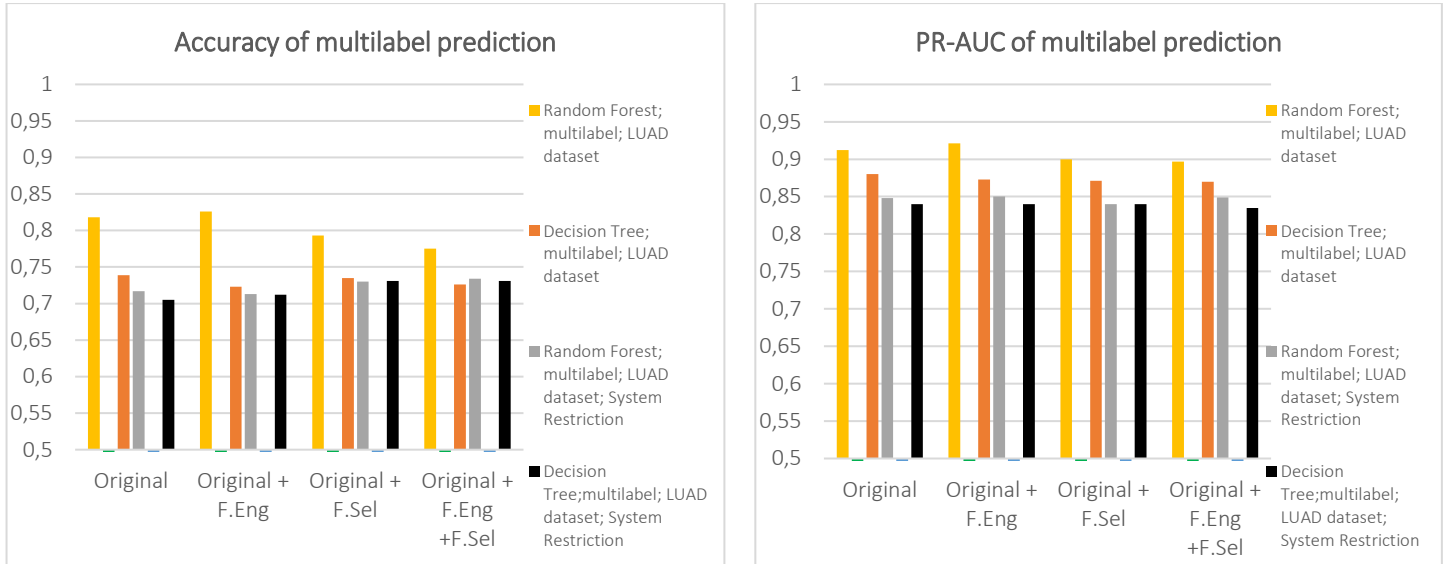 Accuracy of multilabel prediction
1
0,95
0,9
0,85
0,8
0,75
0,7
0,65
0,6
0,55
0,5
Original
Original +
F.Eng
Original +
F.Sel
Original +
F.Eng
+F.Sel
Random Forest;
multilabel; LUAD
dataset
Decision Tree;
multilabel; LUAD
dataset
Random Forest;
multilabel; LUAD
dataset; System
Restriction
Decision
Tree;multilabel; LUAD
dataset; System
Restriction
PR-AUC of multilabel prediction
1
0,95
0,9
0,85
0,8
0,75
0,7
0,65
0,6
0,55
0,5
Original
Original +
F.Eng
Original +
F.Sel
Original +
F.Eng
+F.Sel
Random Forest;
multilabel; LUAD
dataset
Decision Tree;
multilabel; LUAD
dataset
Random Forest;
multilabel; LUAD
dataset; System
Restriction
Decision
Tree;multilabel;
LUAD dataset;
System Restriction